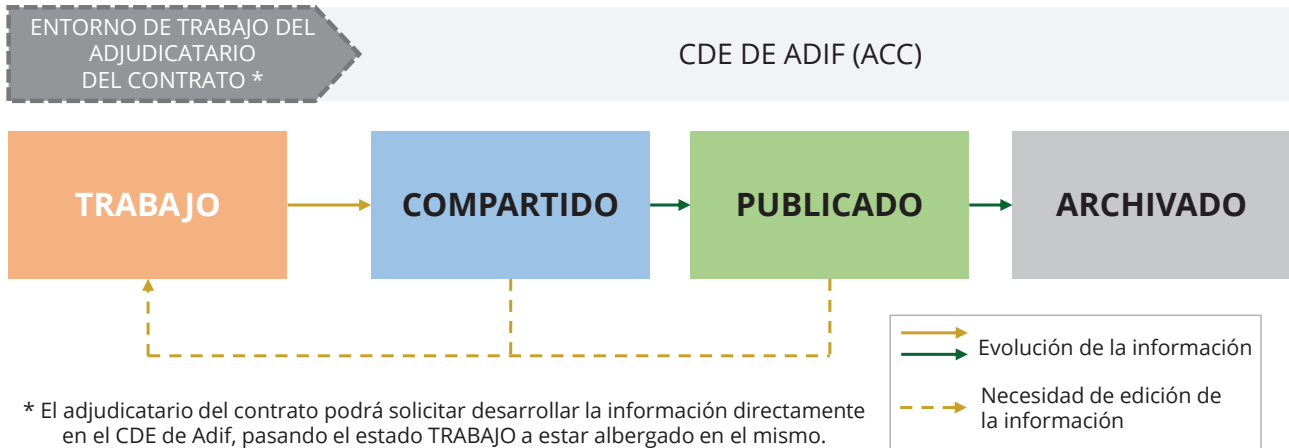 ENTORNO DE TRABAJO DEL
ADJUDICATARIO
DEL CONTRATO *
CDE DE ADIF (ACC)
TRABAJO
COMPARTIDO
PUBLICADO
ARCHIVADO
Evolución de la información
Necesidad de edición de
la información
* El adjudicatario del contrato podrá solicitar desarrollar la información directamente
en el CDE de Adif, pasando el estado TRABAJO a estar albergado en el mismo.